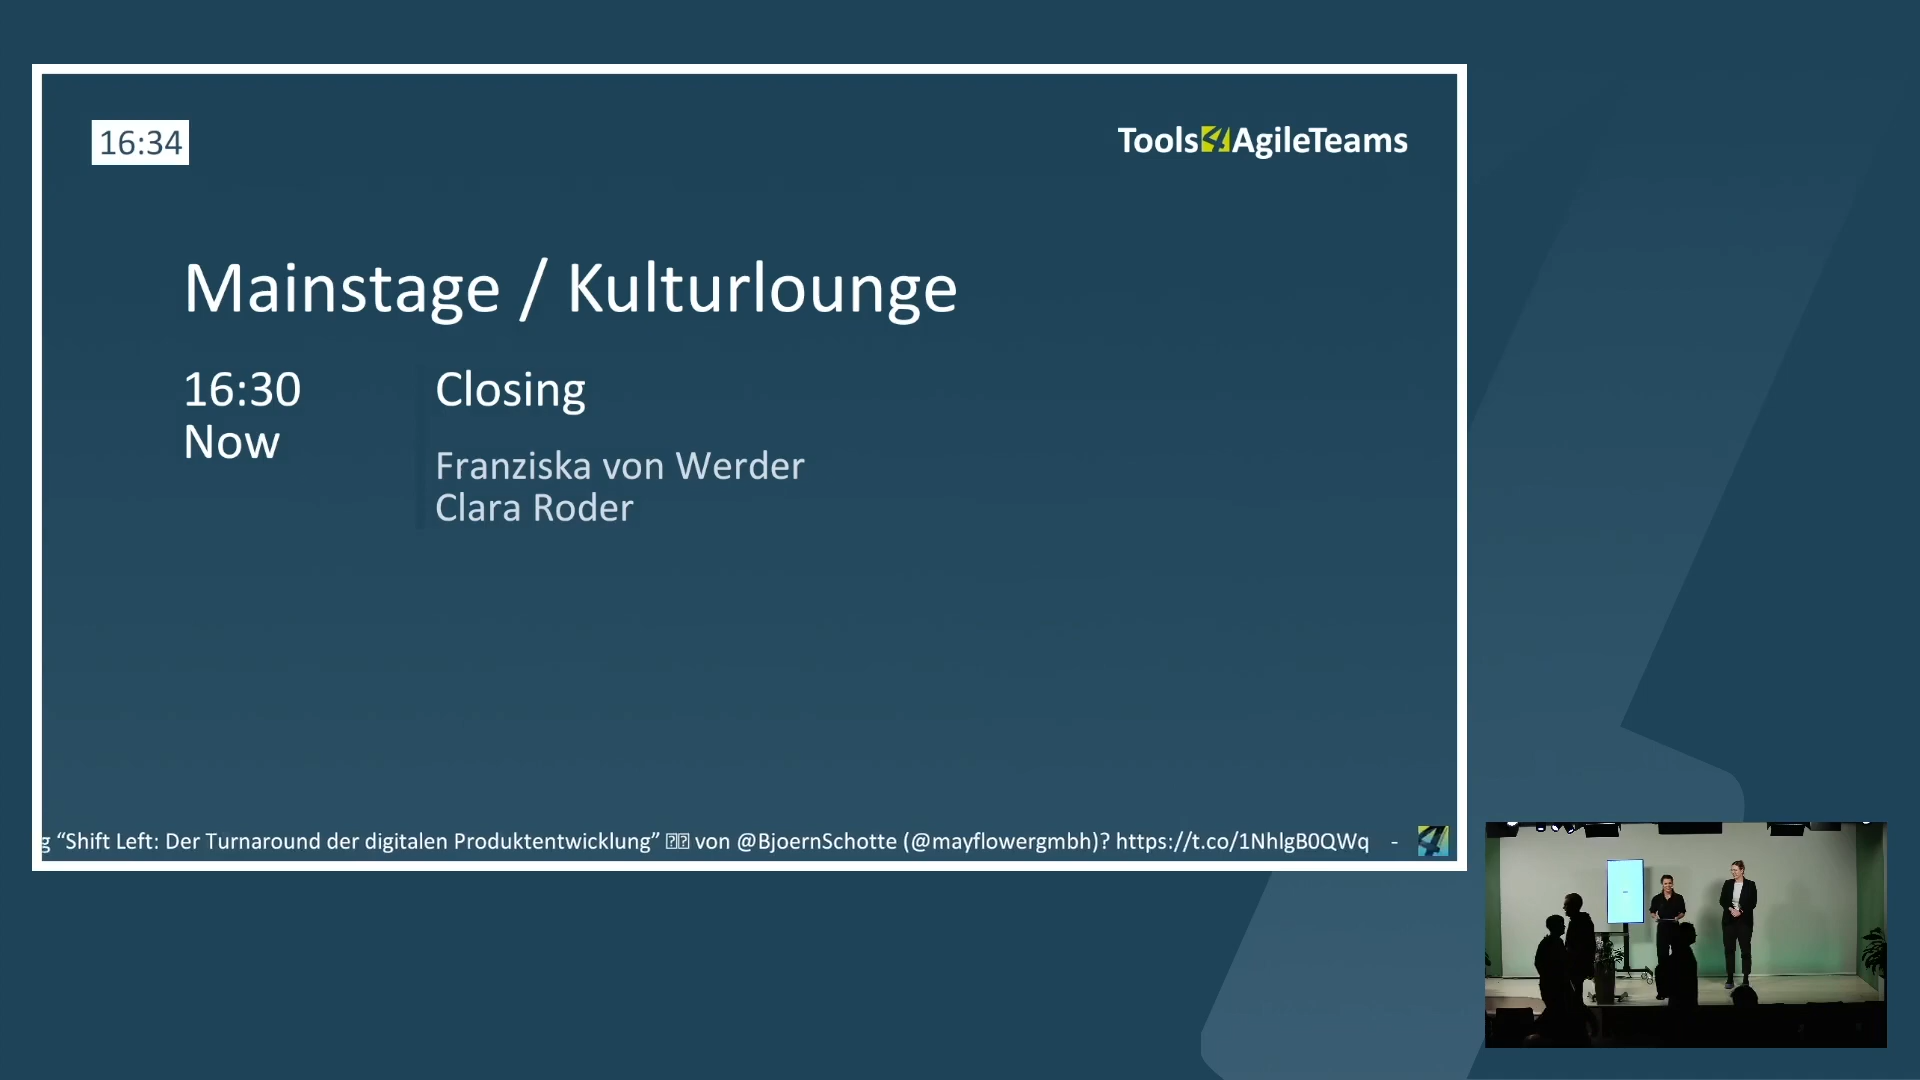 16:34
Tools4AgileTeams
Mainstage / Kulturlounge
16:30
Closing
Now
Franziska von Werder
Clara Roder
g “Shift Left: Der Turnaround der digitalen Produktentwicklung” von @BjoernSchotte (@mayflowergmbh)? https://t.co/1NhlgB0QWq -